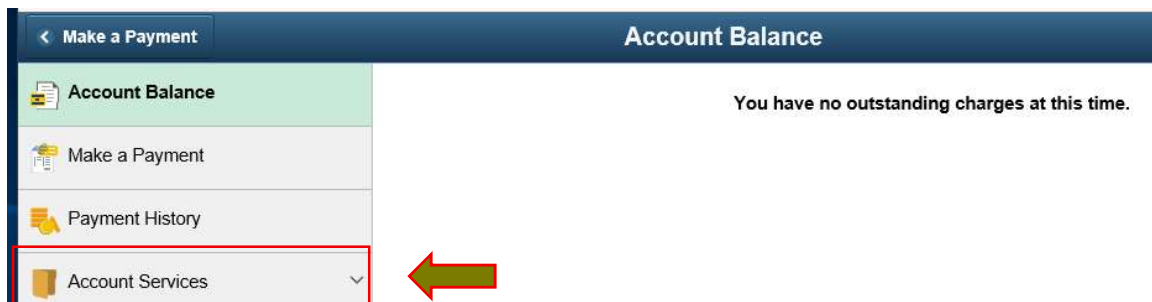 Make a Payment
Account Balance
Account Balance
You have no outstanding charges at this time.
Make a Payment
Payment History
Account Services